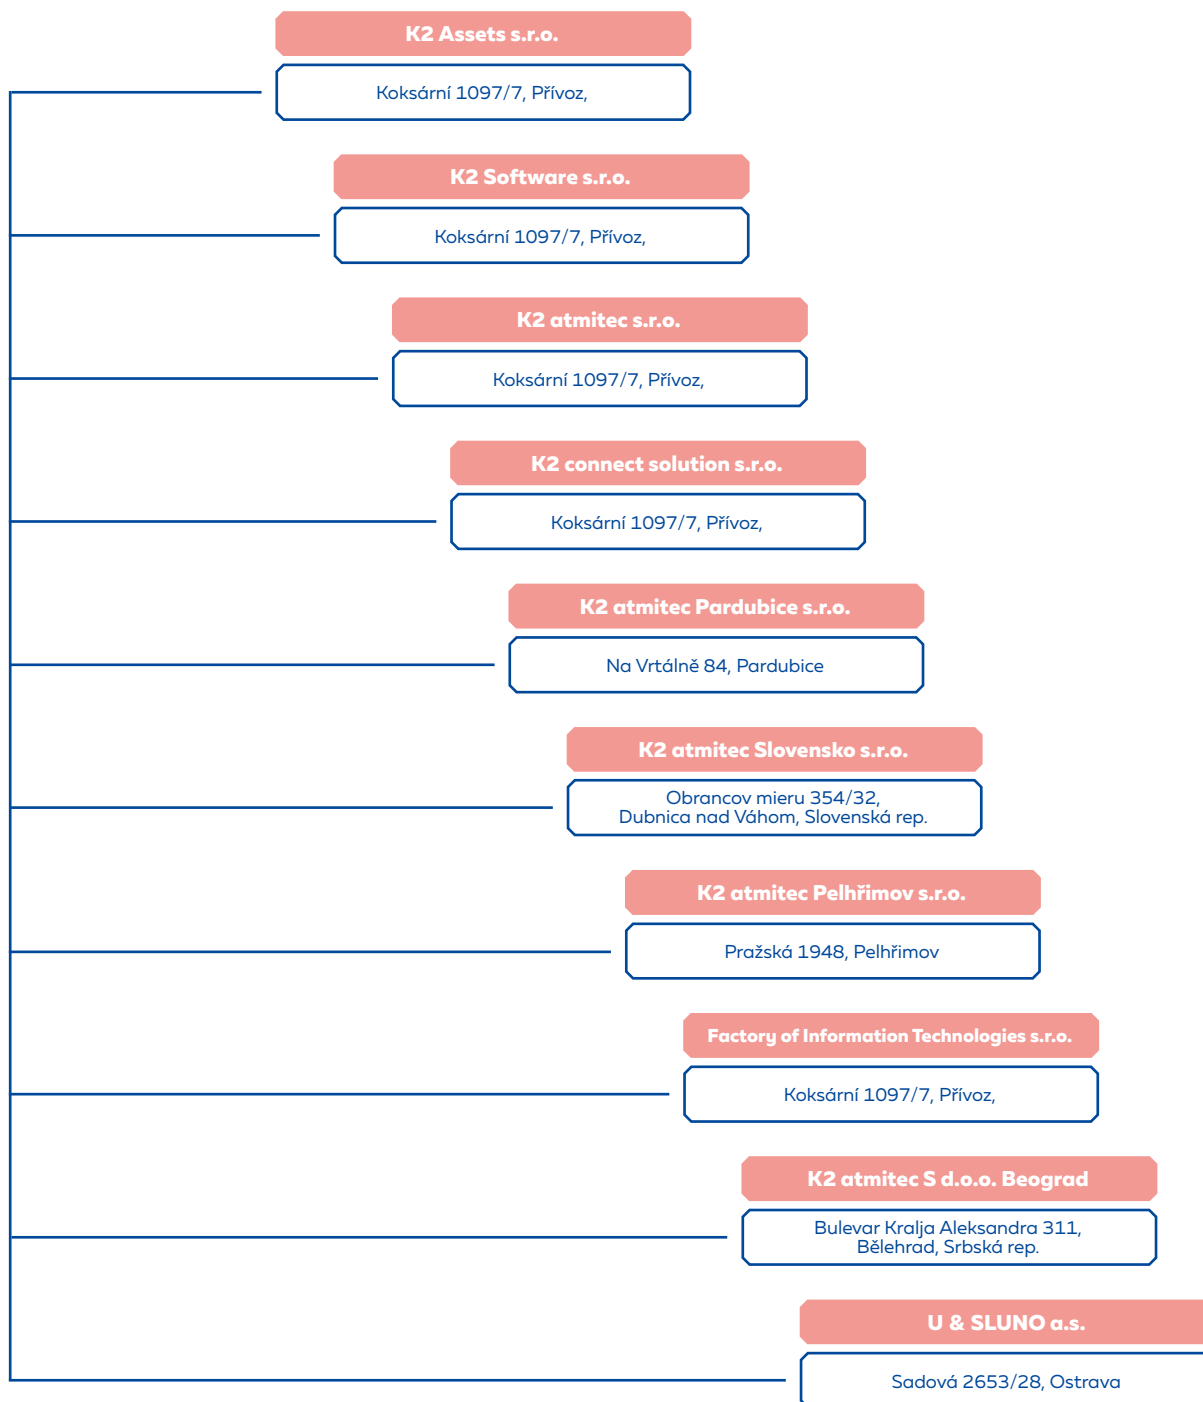 K2 Assets s.r.o.
Koksární 1097/7, Přívoz,
K2 Software s.r.o.
Koksární 1097/7, Přívoz,
K2 atmitec s.r.o.
Koksární 1097/7, Přívoz,
K2 connect solution s.r.o.
Koksární 1097/7, Přívoz,
K2 atmitec Pardubice s.r.o.
Na Vrtálně 84, Pardubice
K2 atmitec Slovensko s.r.o.
Obrancov mieru 354/32,
Dubnica nad Váhom, Slovenská rep.
K2 atmitec Pelhřimov s.r.o.
Pražská 1948, Pelhřimov
Factory of Information Technologies s.r.o.
Koksární 1097/7, Přívoz,
K2 atmitec S d.o.o. Beograd
Bulevar Kralja Aleksandra 311,
Bělehrad, Srbská rep.
U & SLUNO a.s.
Sadová 2653/28, Ostrava